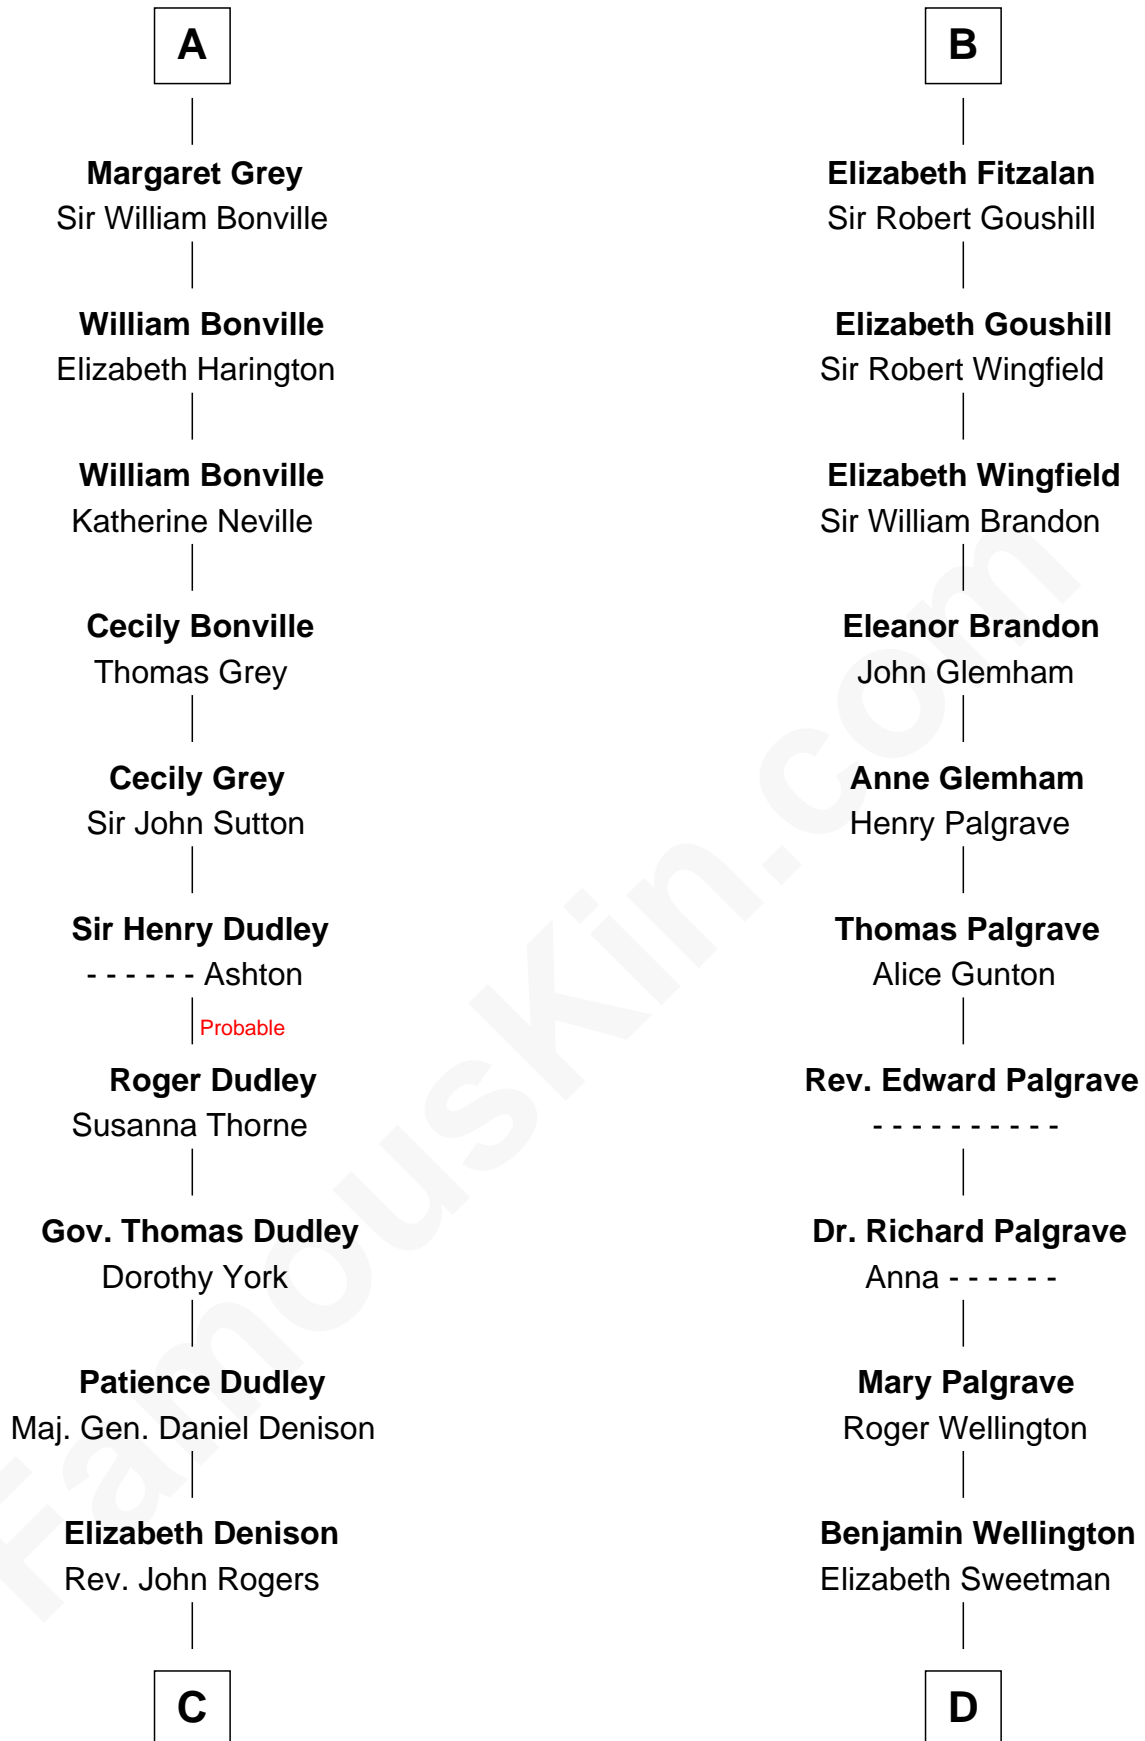 A
Margaret Grey
Sir William Bonville
William Bonville
Elizabeth Harington
William Bonville
Katherine Neville
Cecily Bonville
Thomas Grey
Cecily Grey
Sir John Sutton
Sir Henry Dudley
- - - - - - Ashton
Probable
Roger Dudley
Susanna Thorne
Gov. Thomas Dudley
Dorothy York
Patience Dudley
Maj. Gen. Daniel Denison
Elizabeth Denison
Rev. John Rogers
C
B
Elizabeth Fitzalan
Sir Robert Goushill
Elizabeth Goushill
Sir Robert Wingfield
Elizabeth Wingfield
Sir William Brandon
Eleanor Brandon
John Glemham
Anne Glemham
Henry Palgrave
Thomas Palgrave
Alice Gunton
Rev. Edward Palgrave
- - - - - - - - - -
Dr. Richard Palgrave
Anna - - - - - -
Mary Palgrave
Roger Wellington
Benjamin Wellington
Elizabeth Sweetman
D
FamousKin.com